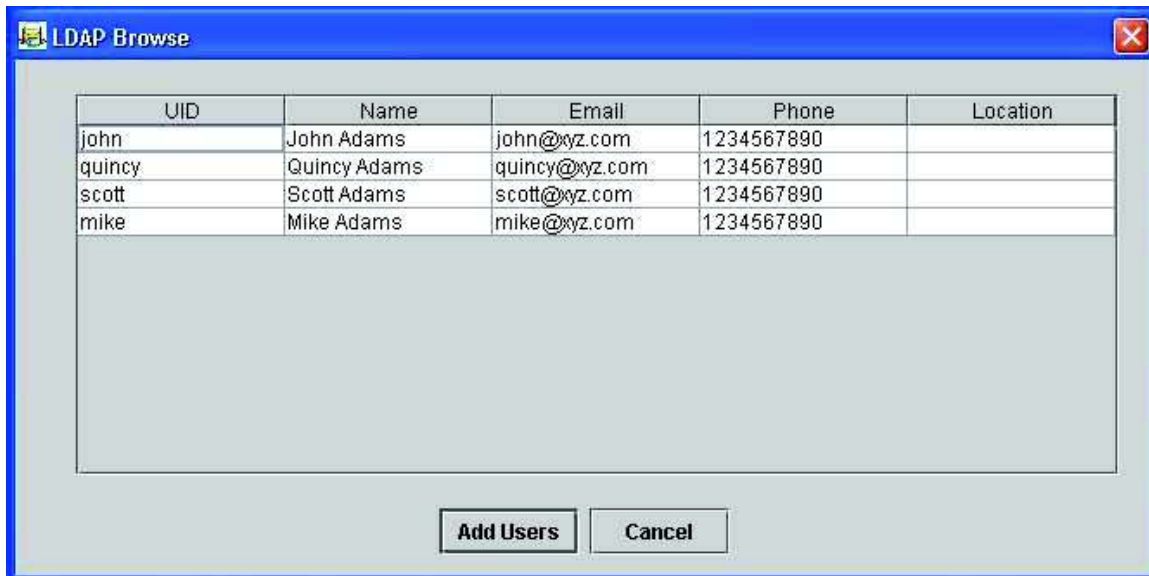 LDAP Browse
UID Name Email Phone Location
john John Adams john@xyz.com 1234567890
quincy Quincy Adams quincy@xyz.com 1234567890
scott Scott Adams scott@xyz.com 1234567890
mike Mike Adams mike@xyz.com 1234567890
Add Users Cancel